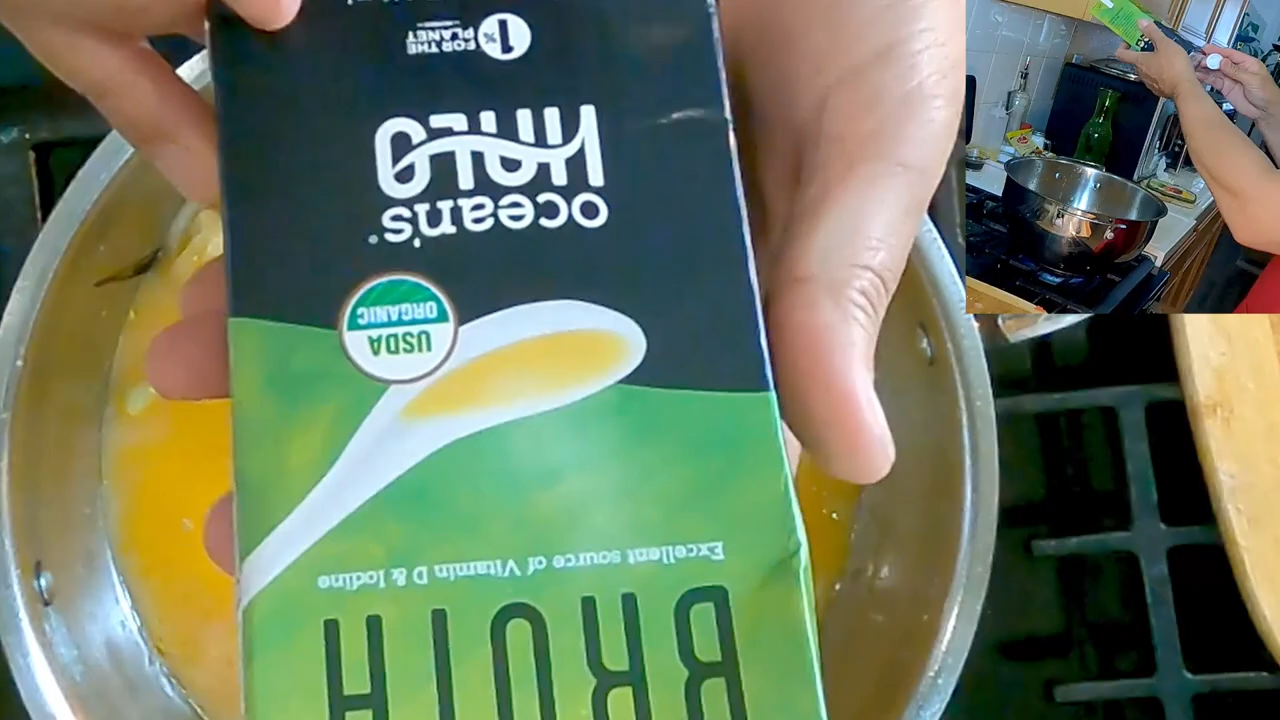 BROTH
Excellent source of Vitamin D & Iodine
USDA
ORGANIC
ocean's
HALO
1% FOR THE
PLANET